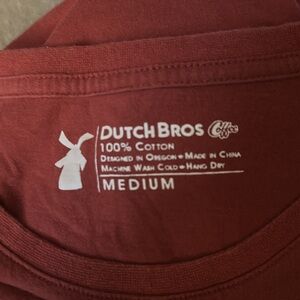 DUTCH BROS Coffee
100% COTTON
DESIGNED IN OREGON • MADE IN CHINA
MACHINE WASH COLD • HANG DRY
MEDIUM